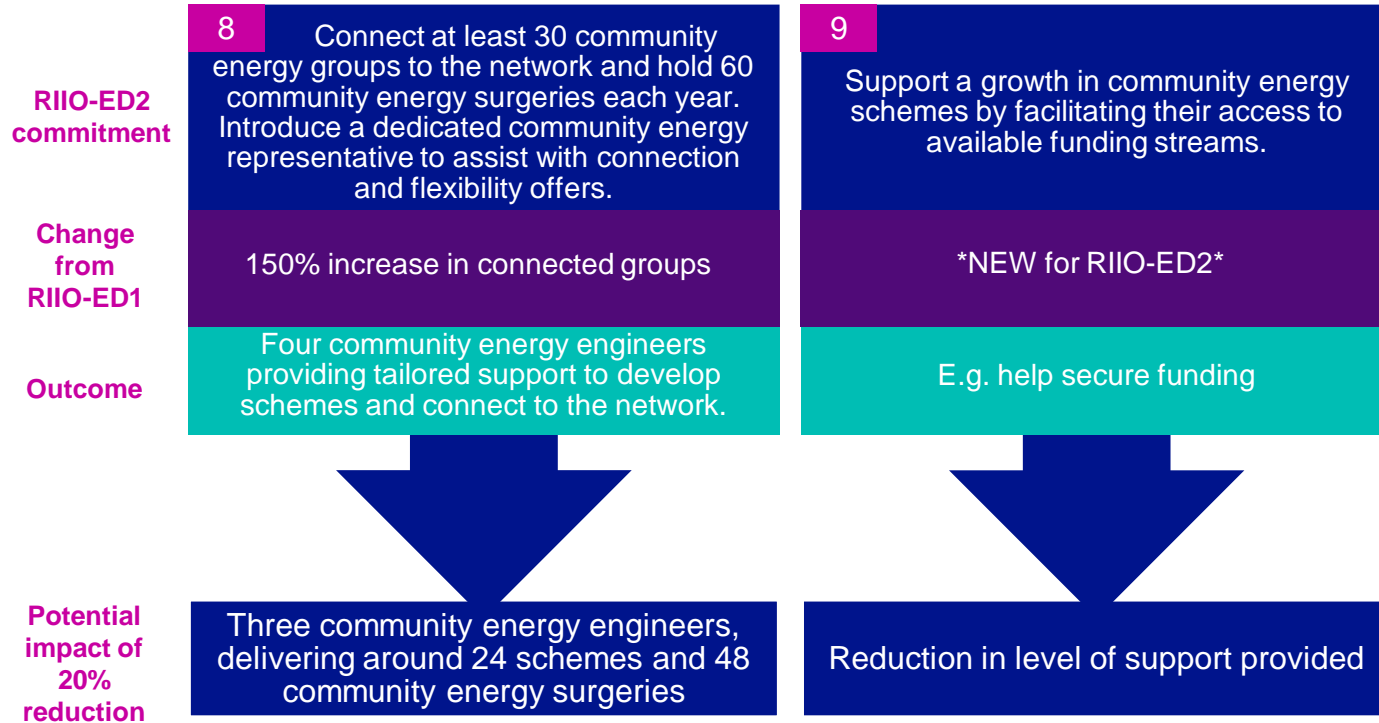 8
Connect at least 30 community
energy groups to the network and hold 60
community energy surgeries each year.
Introduce a dedicated community energy
representative to assist with connection
and flexibility offers.
9
Support a growth in community energy
schemes by facilitating their access to
available funding streams.
RIIO-ED2
commitment
Change
from
RIIO-ED1
150% increase in connected groups
*NEW for RIIO-ED2*
Outcome
Four community energy engineers
providing tailored support to develop
schemes and connect to the network.
E.g. help secure funding
Potential
impact of
20%
reduction
Three community energy engineers,
delivering around 24 schemes and 48
community energy surgeries
Reduction in level of support provided